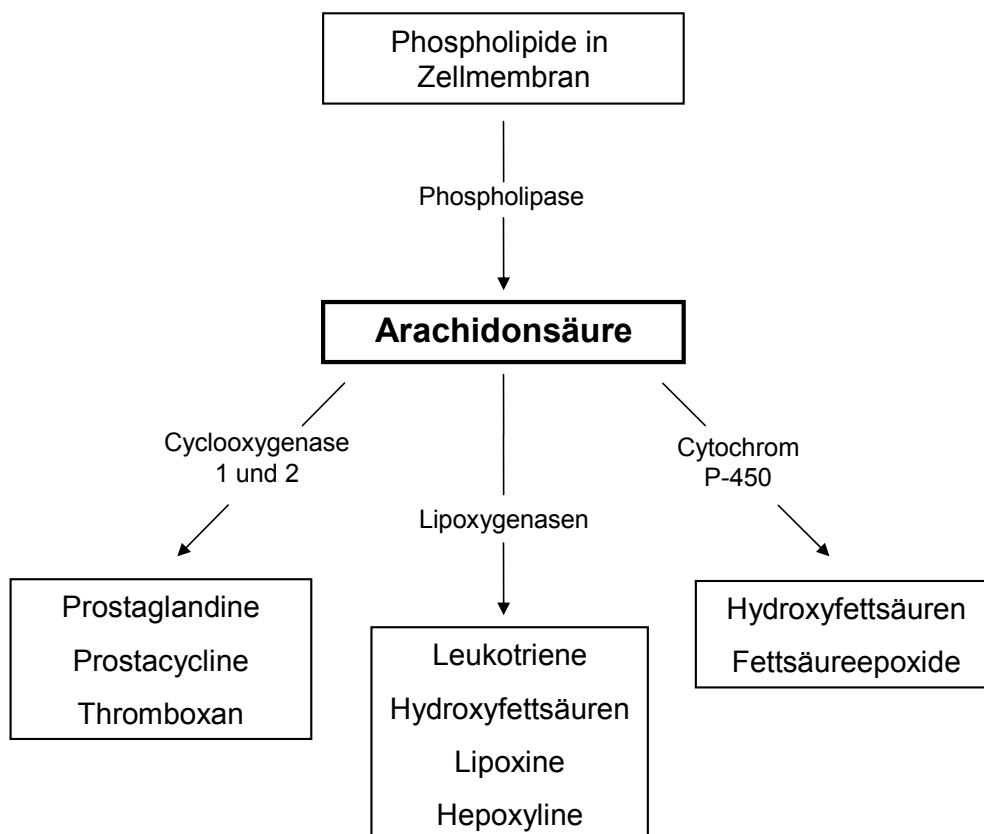 Phospholipide in
Zellmembran
Phospholipase
Arachidonsäure
Cyclooxygenase
1 und 2
Lipoxygenasen
Cytochrom
P-450
Prostaglandine
Prostacycline
Thromboxan
Leukotriene
Hydroxyfettsäuren
Lipoxine
Hepoxyline
Hydroxyfettsäuren
Fettsäureepoxide